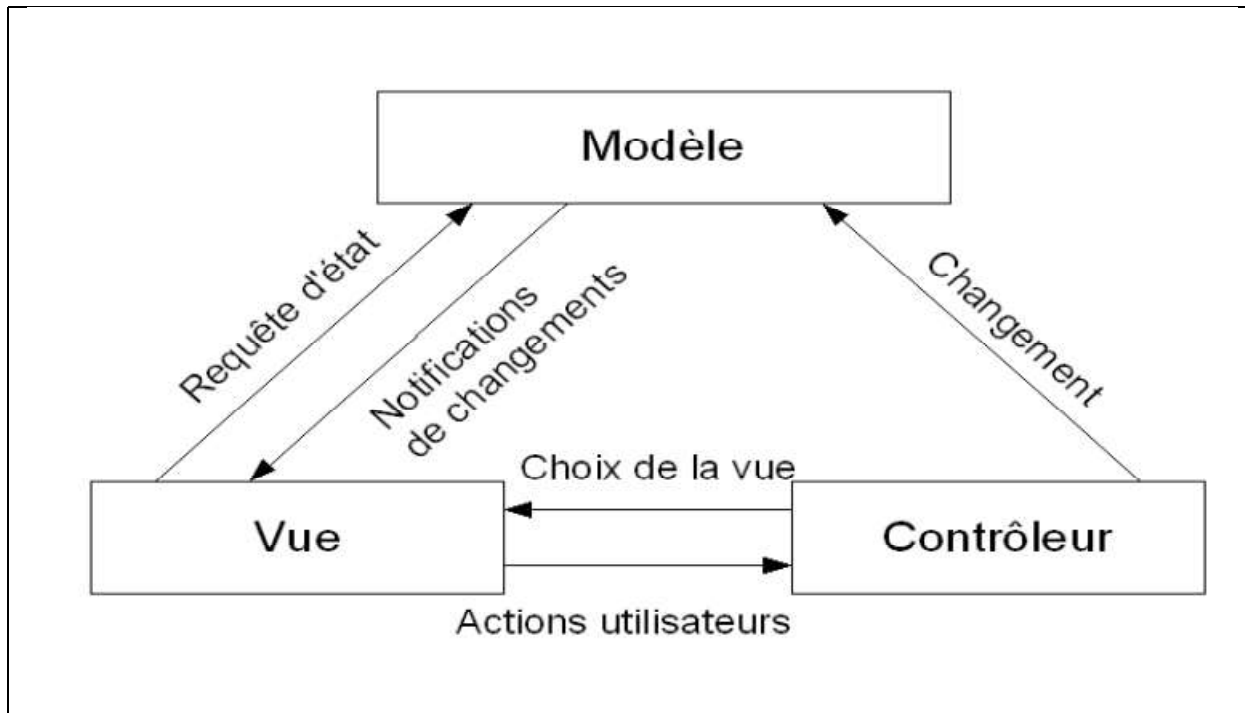 Modèle
Requête d'état
Notifications
de changements
Changement
Choix de la vue
Vue
Contrôleur
Actions utilisateurs